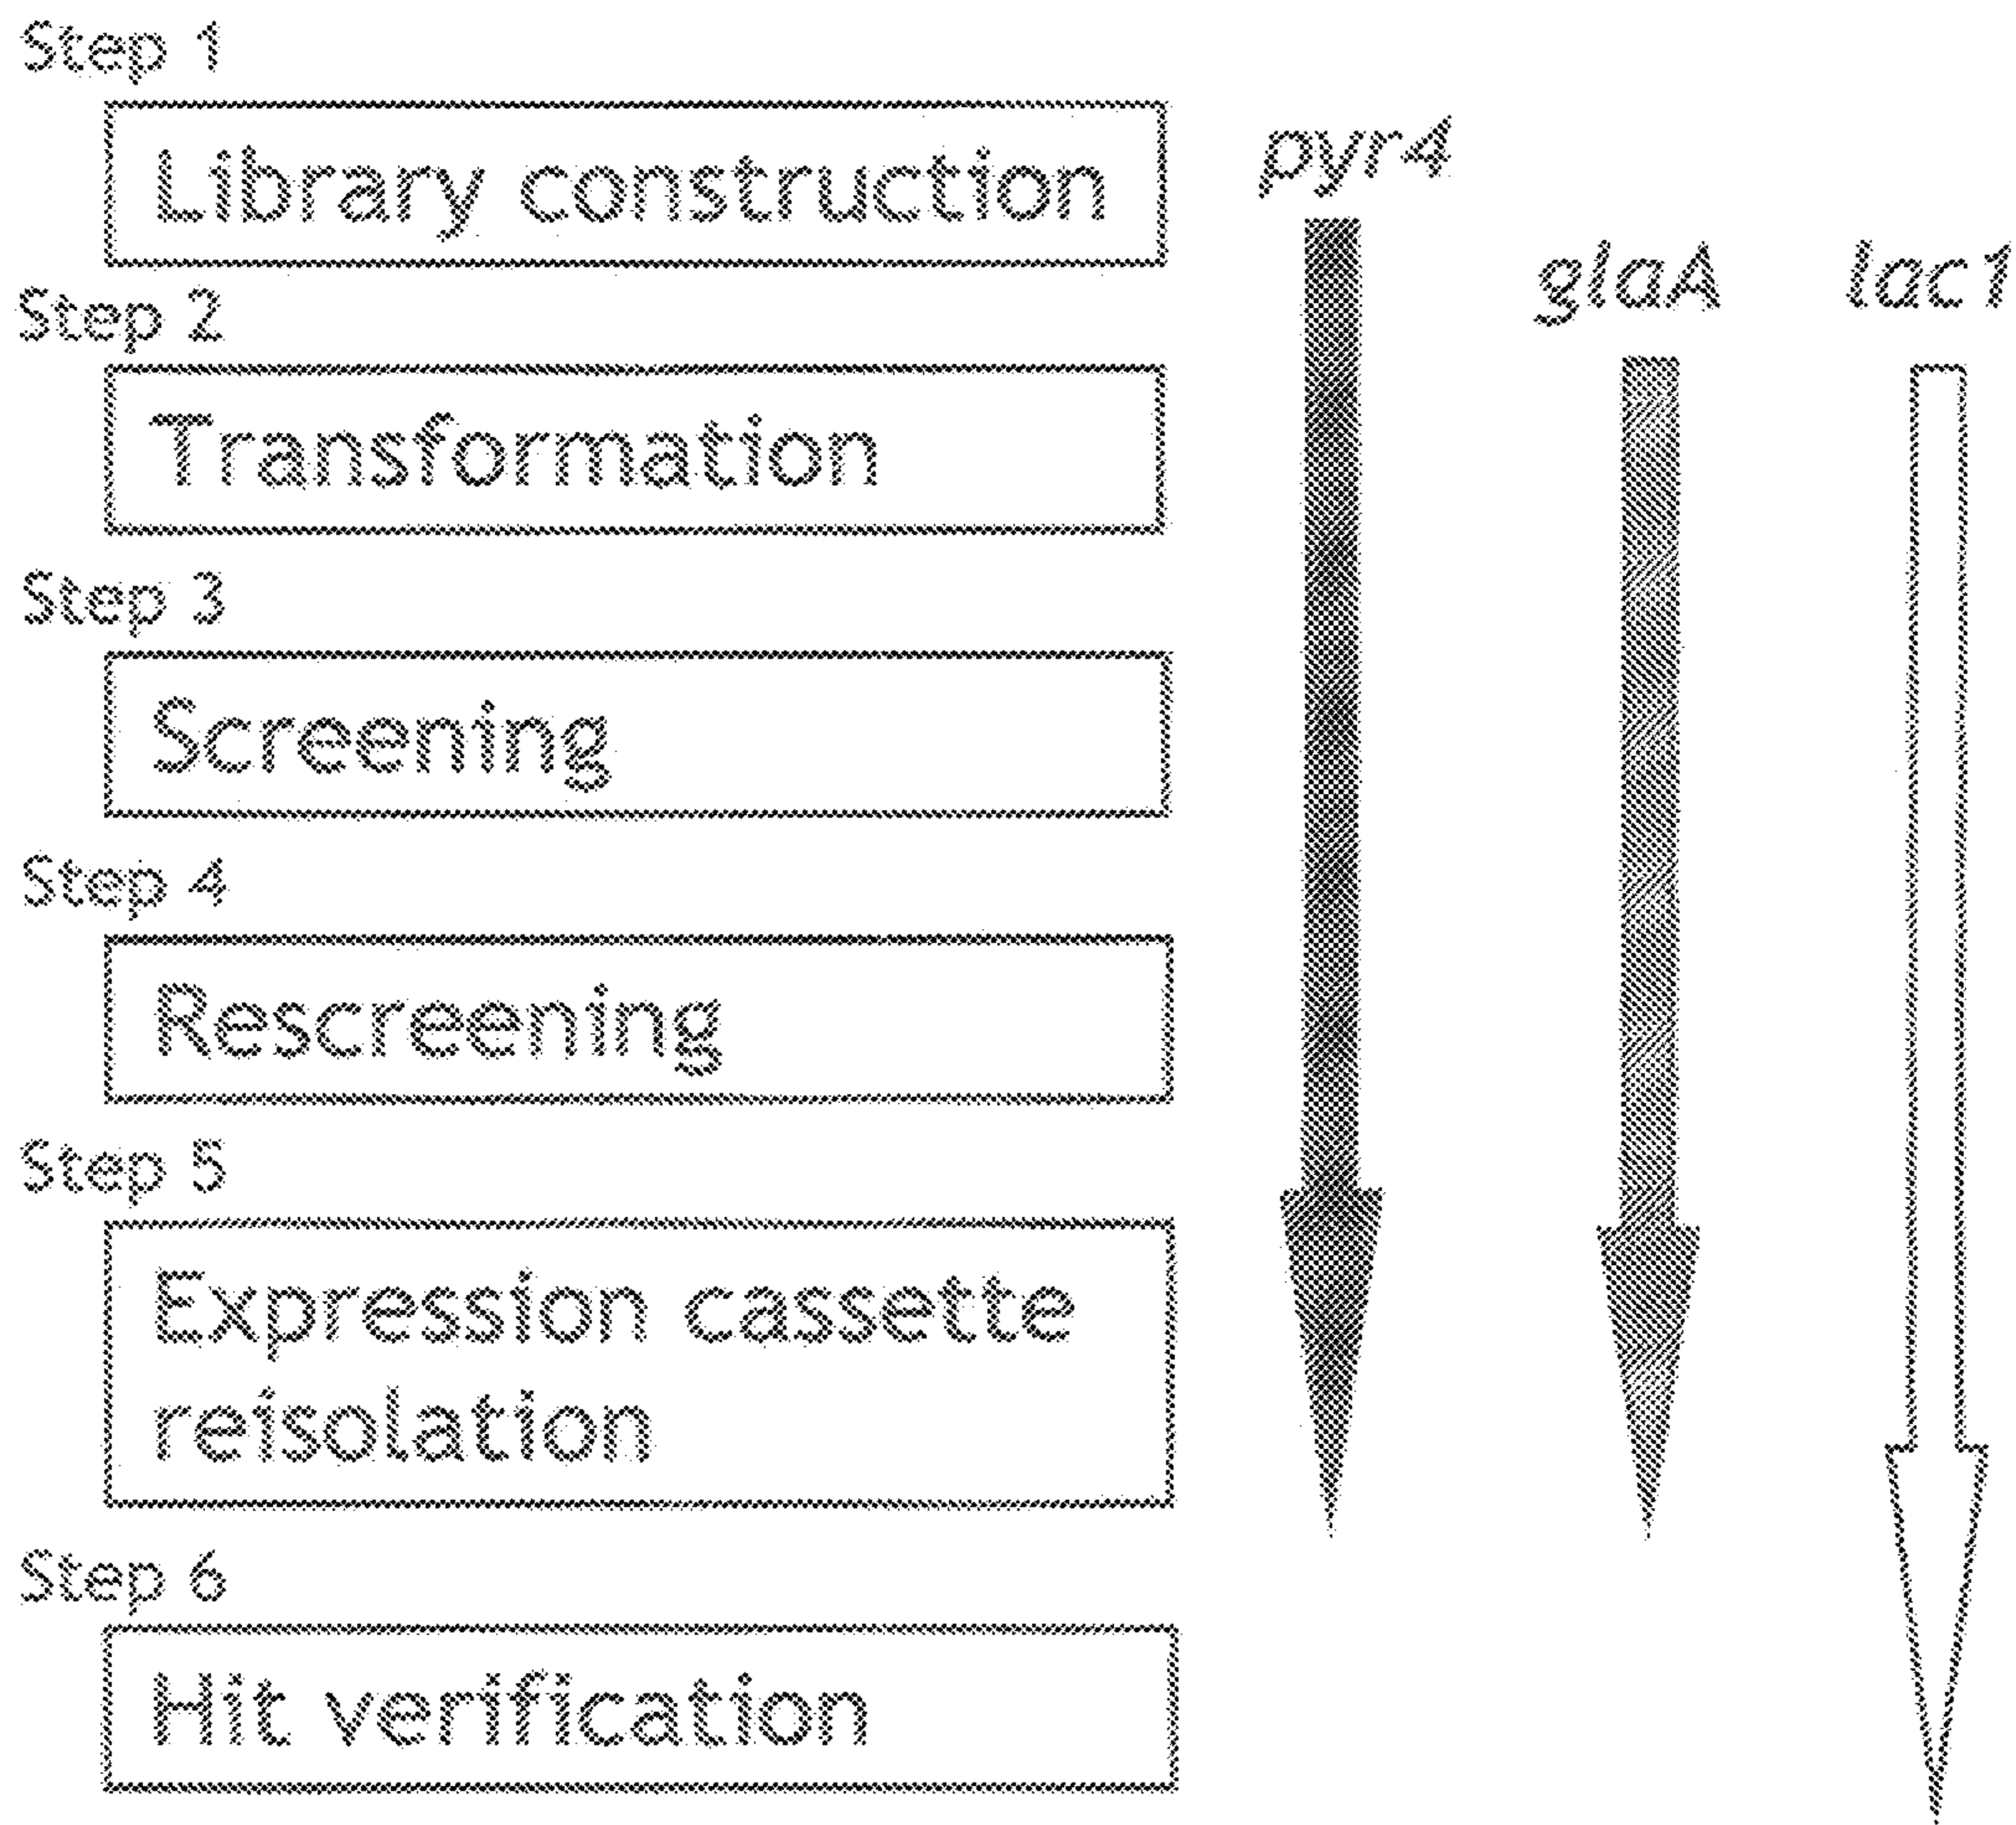 Step 1
Library construction
pyr4
glaA
lac1
Step 2
Transformation
Step 3
Screening
Step 4
Rescreening
Step 5
Expression cassette
reisolation
Step 6
Hit verification